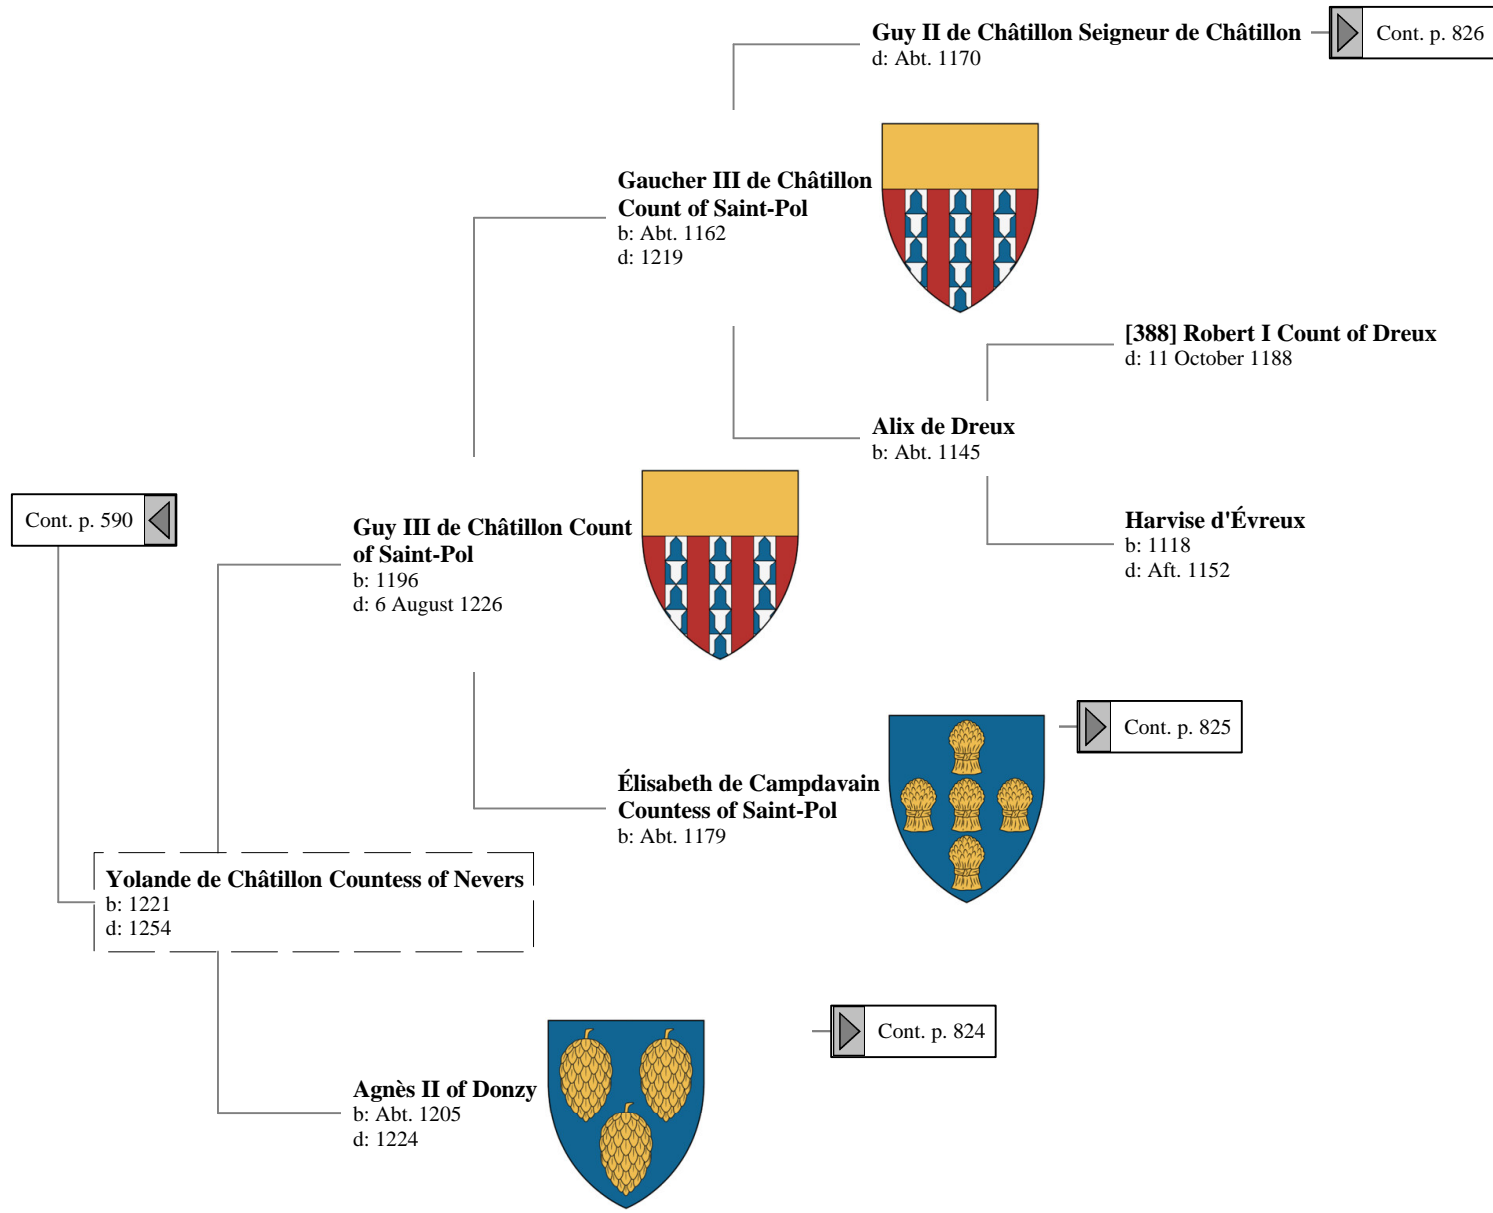 Guy II de Châtillon Seigneur de Châtillon
d: Abt. 1170
Cont. p. 826
Gaucher III de Châtillon
Count of Saint-Pol
b: Abt. 1162
d: 1219
[388] Robert I Count of Dreux
d: 11 October 1188
Alix de Dreux
b: Abt. 1145
Harvise d'Évreux
b: 1118
d: Aft. 1152
Cont. p. 590
Guy III de Châtillon Count
of Saint-Pol
b: 1196
d: 6 August 1226
Cont. p. 825
Élisabeth de Campdavain
Countess of Saint-Pol
b: Abt. 1179
Yolande de Châtillon Countess of Nevers
b: 1221
d: 1254
Cont. p. 824
Agnès II of Donzy
b: Abt. 1205
d: 1224